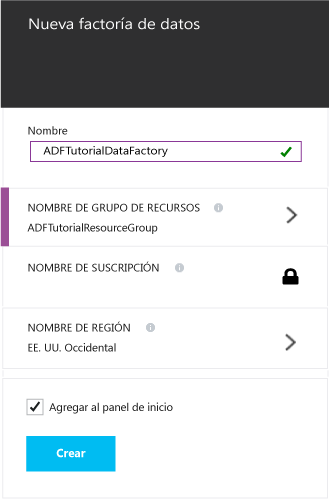 Nueva factoría de datos
Nombre
ADFTutorialDataFactory
NOMBRE DE GRUPO DE RECURSOS
ADFTutorialResourceGroup
NOMBRE DE SUSCRIPCIÓN
NOMBRE DE REGIÓN
EE. UU. Occidental
Agregar al panel de inicio
Crear